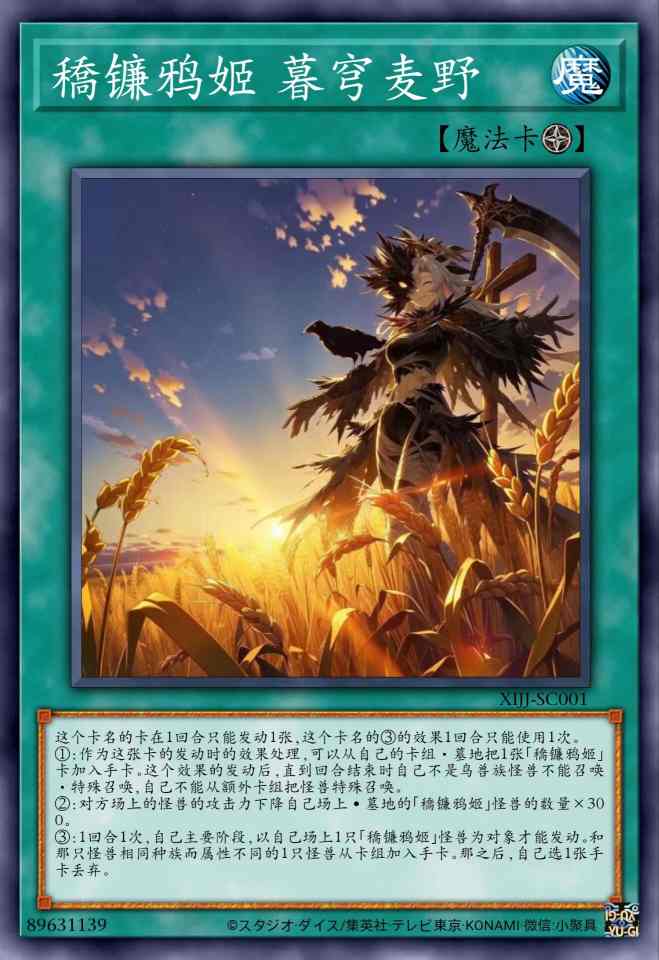 穚镰鸦姬 暮穹麦野
魔
【魔法卡】
XIJJ-SC001
这个卡名的卡在1回合只能发动1张,这个卡名的③的效果1回合只能使用1次。
①:作为这张卡的发动时的效果处理,可以从自己的卡组・墓地把1张「穚镰鸦姬」
卡加入手卡。这个效果的发动后,直到回合结束时自己不是鸟兽族怪兽不能召唤
・特殊召唤,自己不能从额外卡组把怪兽特殊召唤。
②:对方场上的怪兽的攻击力下降自己场上•墓地的「穚镰鸦姬」怪兽的数量×30
0。
③:1回合1次,自己主要阶段,以自己场上1只「穚镰鸦姬」怪兽为对象才能发动。和
那只怪兽相同种族而属性不同的1只怪兽从卡组加入手卡。那之后,自己选1张手
卡丢弃。
89631139
©スタジオ・ダイス/集英社・テレビ東京・KONAMI 微信:小聚具